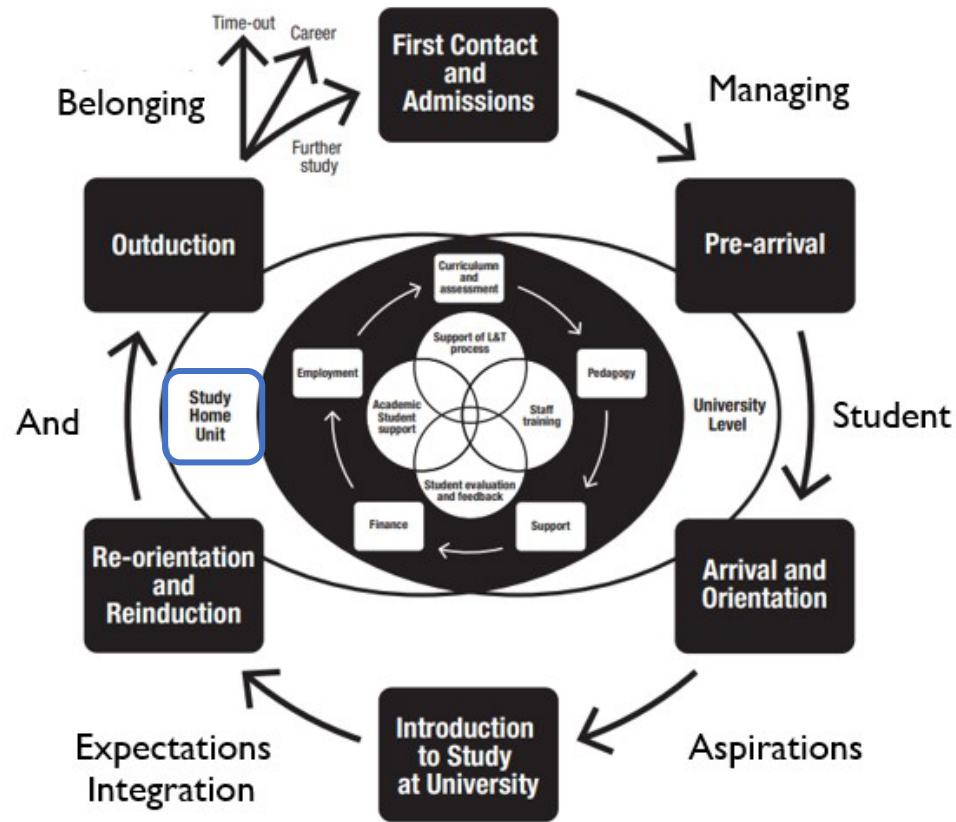 Time-out
Career
Further
study
First Contact
and
Admissions
Managing
Pre-arrival
Student
Arrival and
Orientation
Aspirations
Introduction
to Study
at University
Expectations
Integration
Re-orientation
and
Reinduction
And
Outduction
Belonging
Study
Home
Unit
University
Level
Curriculumn
and
assessment
Pedagogy
Support
Finance
Employment
Support of L&T
process
Staff
training
Student evaluation
and feedback
Academic
Student
support